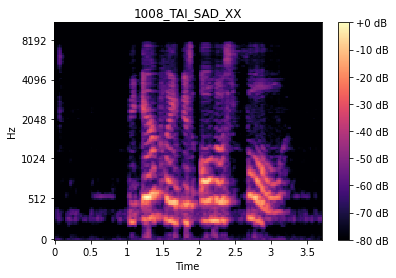 1008_TAI_SAD_XX
+0 dB
8192
-10 dB
4096
-20 dB
-30 dB
2048
Hz
-40 dB
1024
-50 dB
512
-60 dB
-70 dB
0
-80 dB
0 0.5 1 1.5 2 2.5 3 3.5
Time